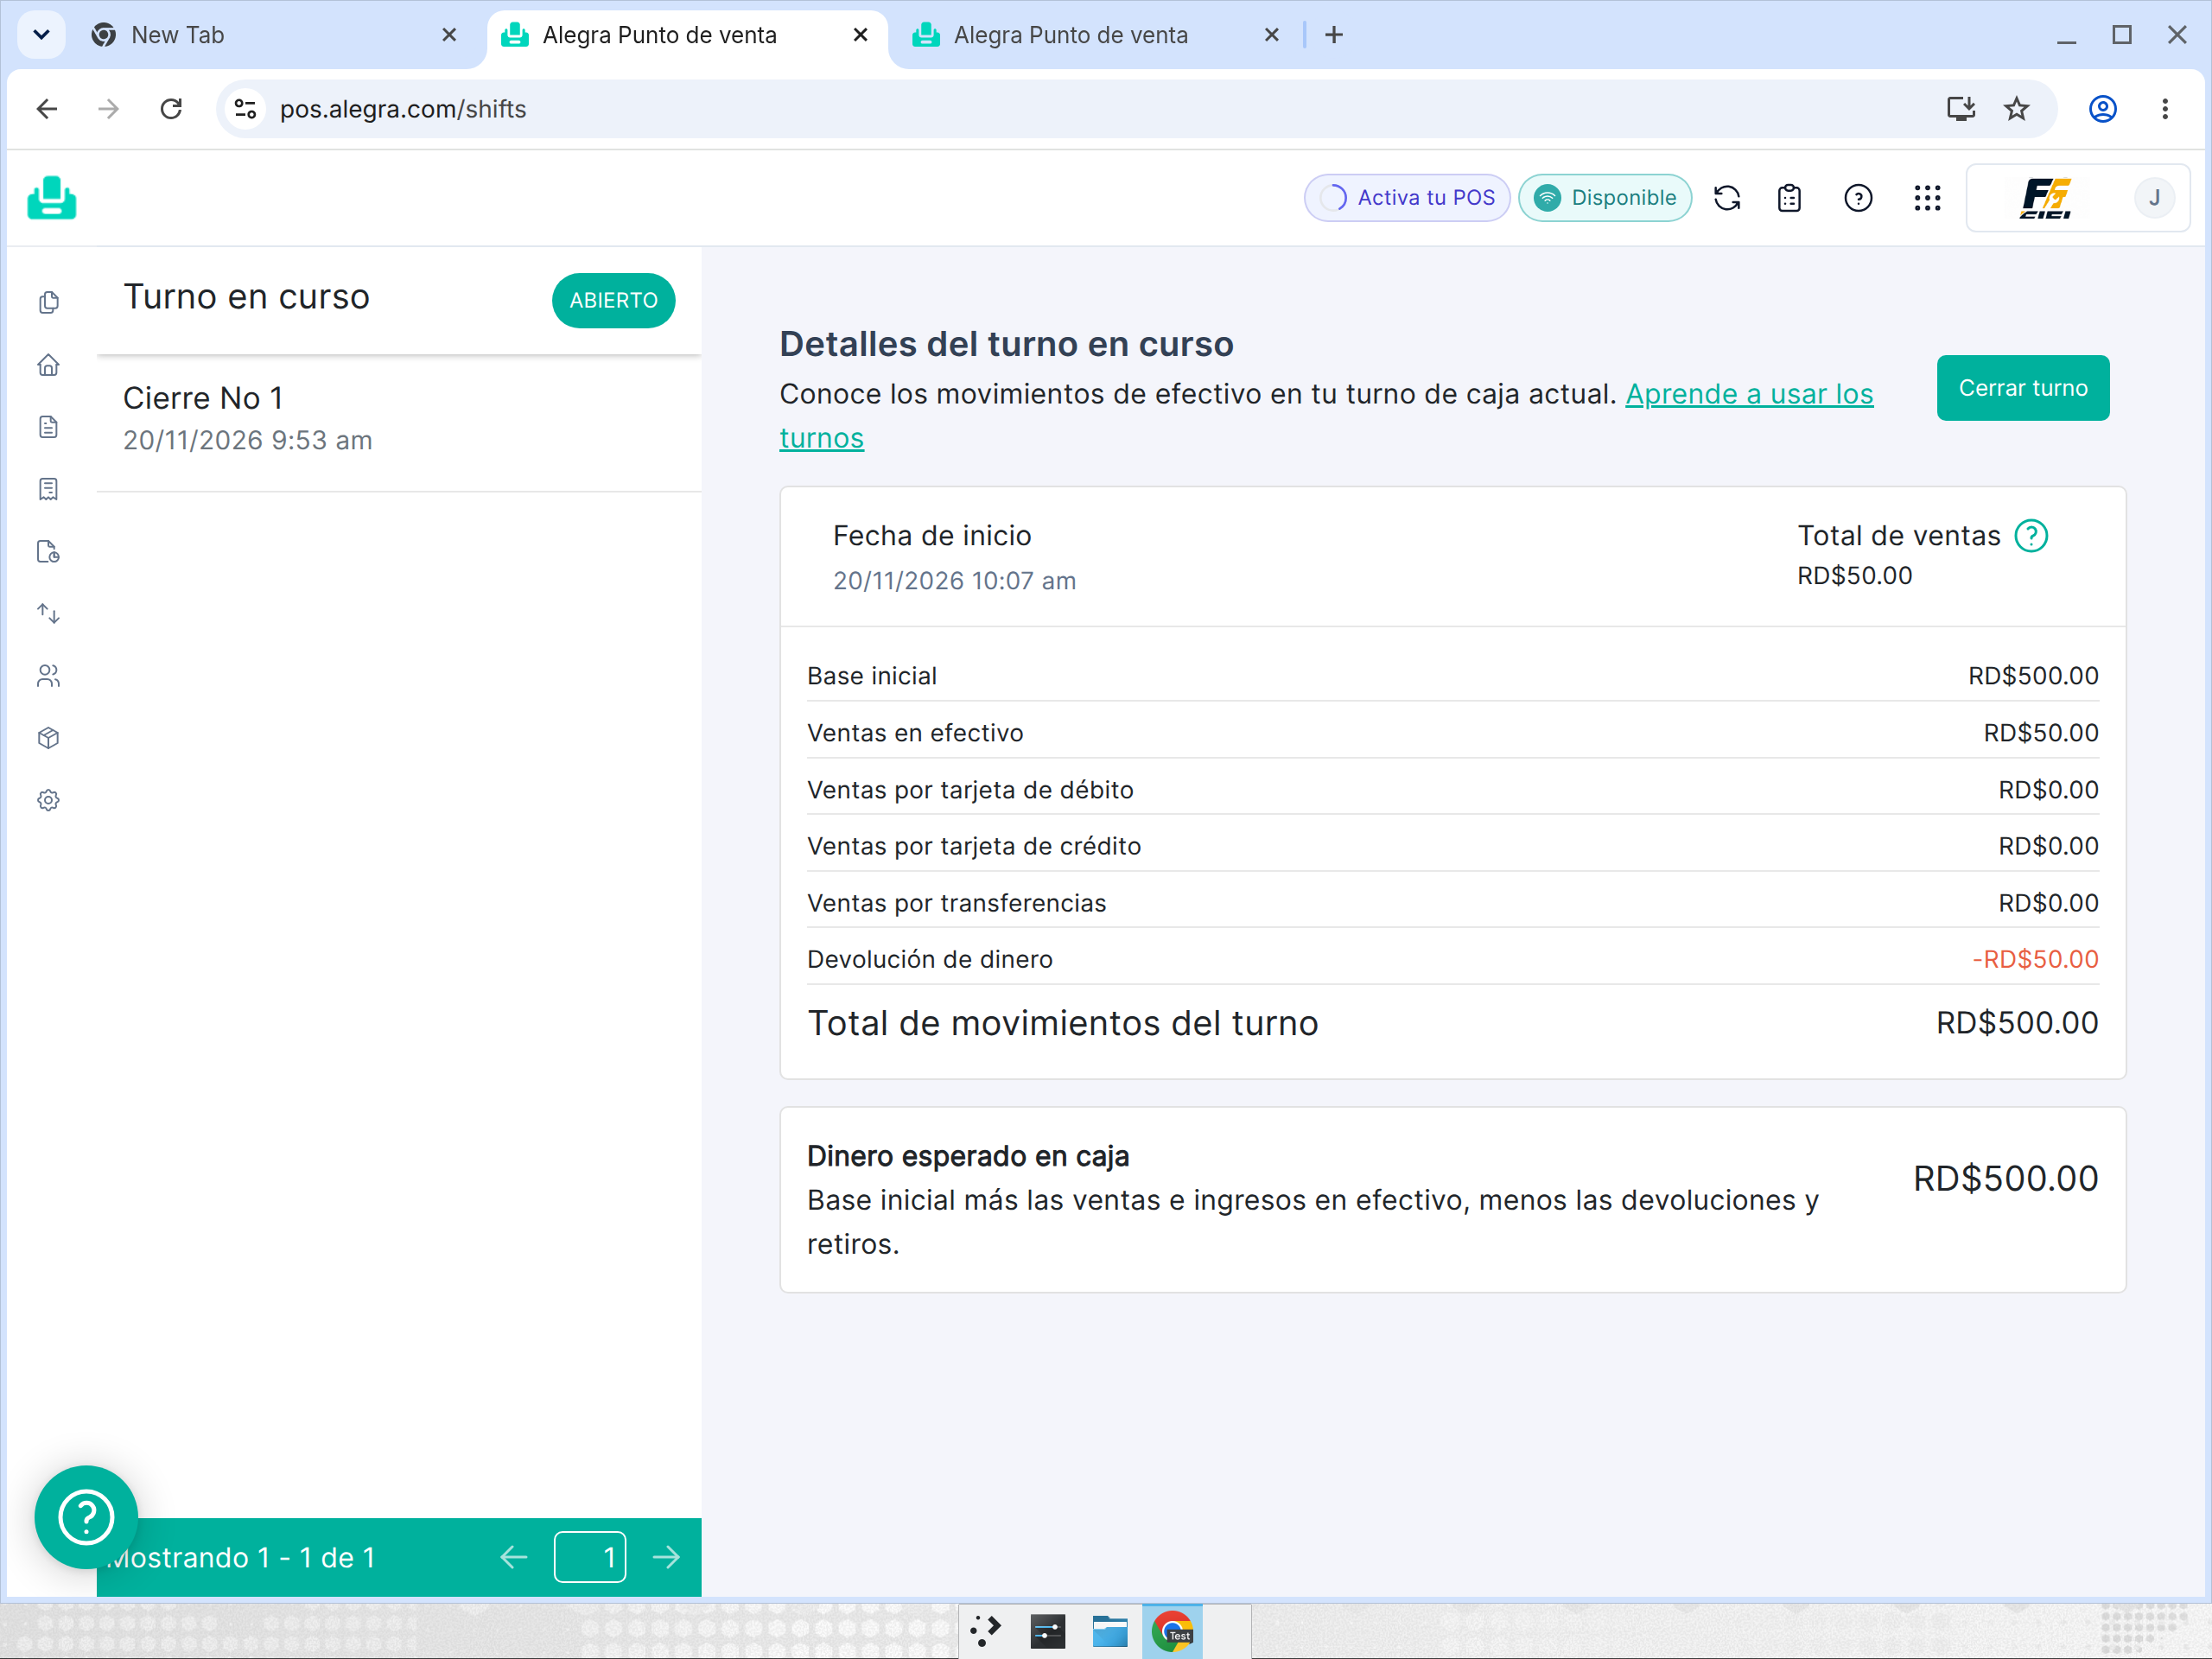 New Tab
Alegra Punto de venta
Alegra Punto de venta
pos.alegra.com/shifts
Activa tu POS
Disponible
J
Turno en curso
ABIERTO
Cierre No 1
20/11/2026 9:53 am
Detalles del turno en curso
Conoce los movimientos de efectivo en tu turno de caja actual. Aprende a usar los
turnos
Cerrar turno
Fecha de inicio
20/11/2026 10:07 am
Total de ventas
RD$50.00
Base inicial RD$500.00
Ventas en efectivo RD$50.00
Ventas por tarjeta de débito RD$0.00
Ventas por tarjeta de crédito RD$0.00
Ventas por transferencias RD$0.00
Devolución de dinero -RD$50.00
Total de movimientos del turno RD$500.00
Dinero esperado en caja
Base inicial más las ventas e ingresos en efectivo, menos las devoluciones y
retiros.
RD$500.00
Mostrando 1 - 1 de 1
1
Test